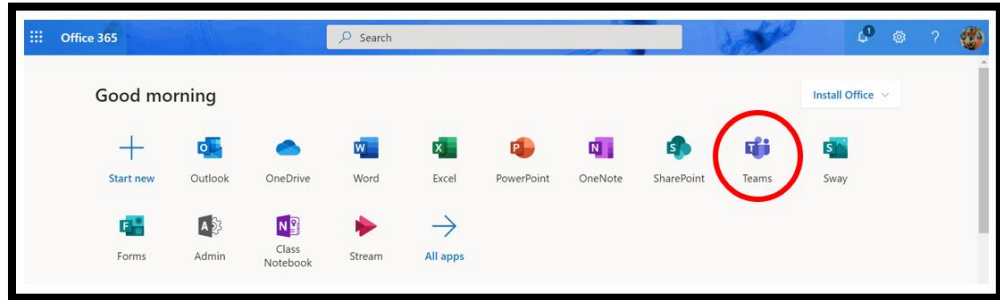 Office 365
Search
1
?
Good morning
Install Office
Start new
Outlook
OneDrive
Word
Excel
PowerPoint
OneNote
SharePoint
Teams
Sway
Forms
Admin
Class
Notebook
Stream
All apps